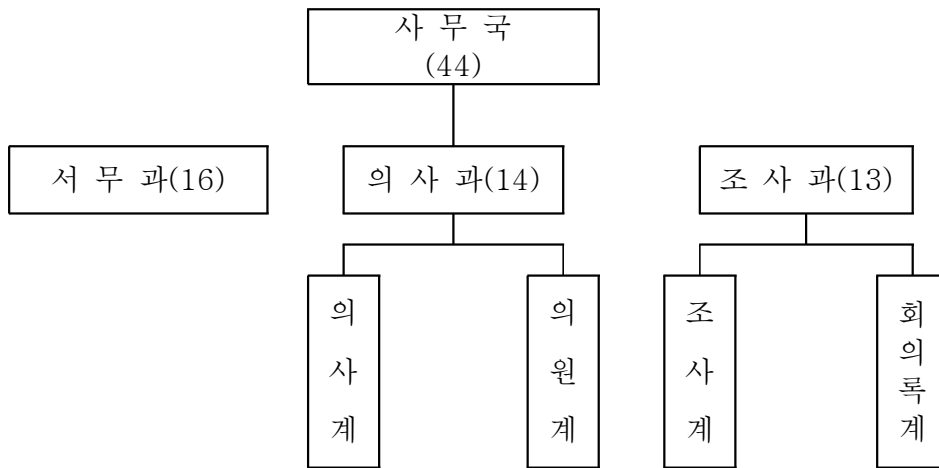 사 무 국
(44)
서 무 과(16)
의 사 과(14)
조 사 과(13)
의사계
의원계
조사계
회의록계